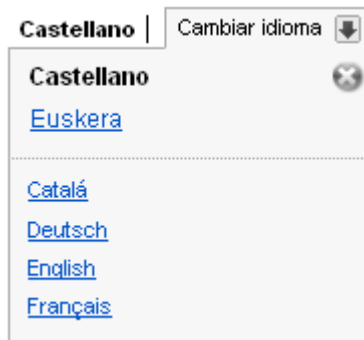 Castellano | Cambiar idioma
Castellano
Euskera
Catalá
Deutsch
English
Français